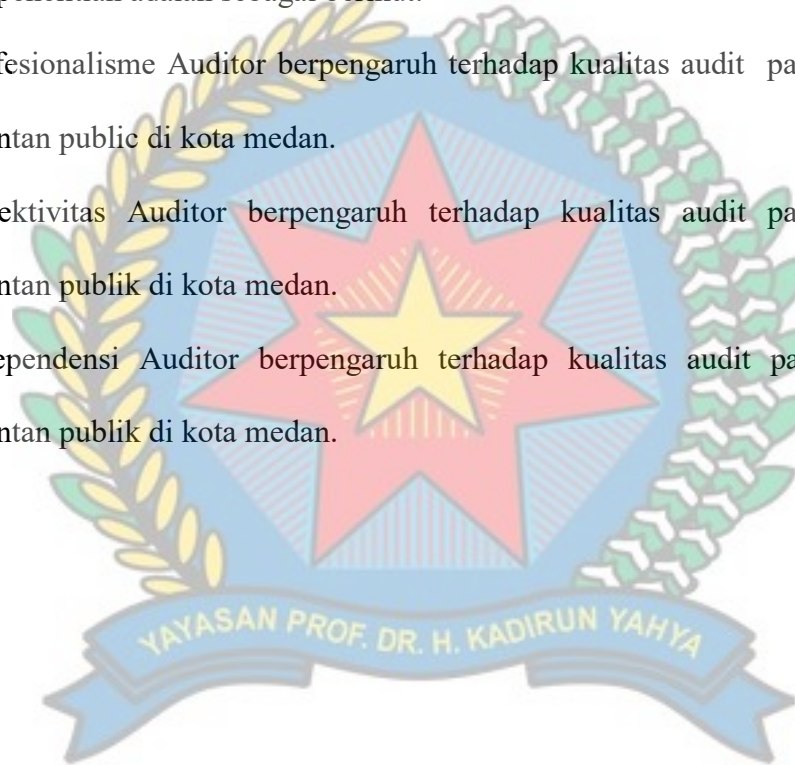 fesionalisme Auditor berpengaruh terhadap kualitas audit pa
ntan public di kota medan.
ektivitas Auditor berpengaruh terhadap kualitas audit pa
ntan publik di kota medan.
ependensi Auditor berpengaruh terhadap kualitas audit pa
ntan publik di kota medan.
YAYASAN PROF. DR. H. KADIRUN YAHYA